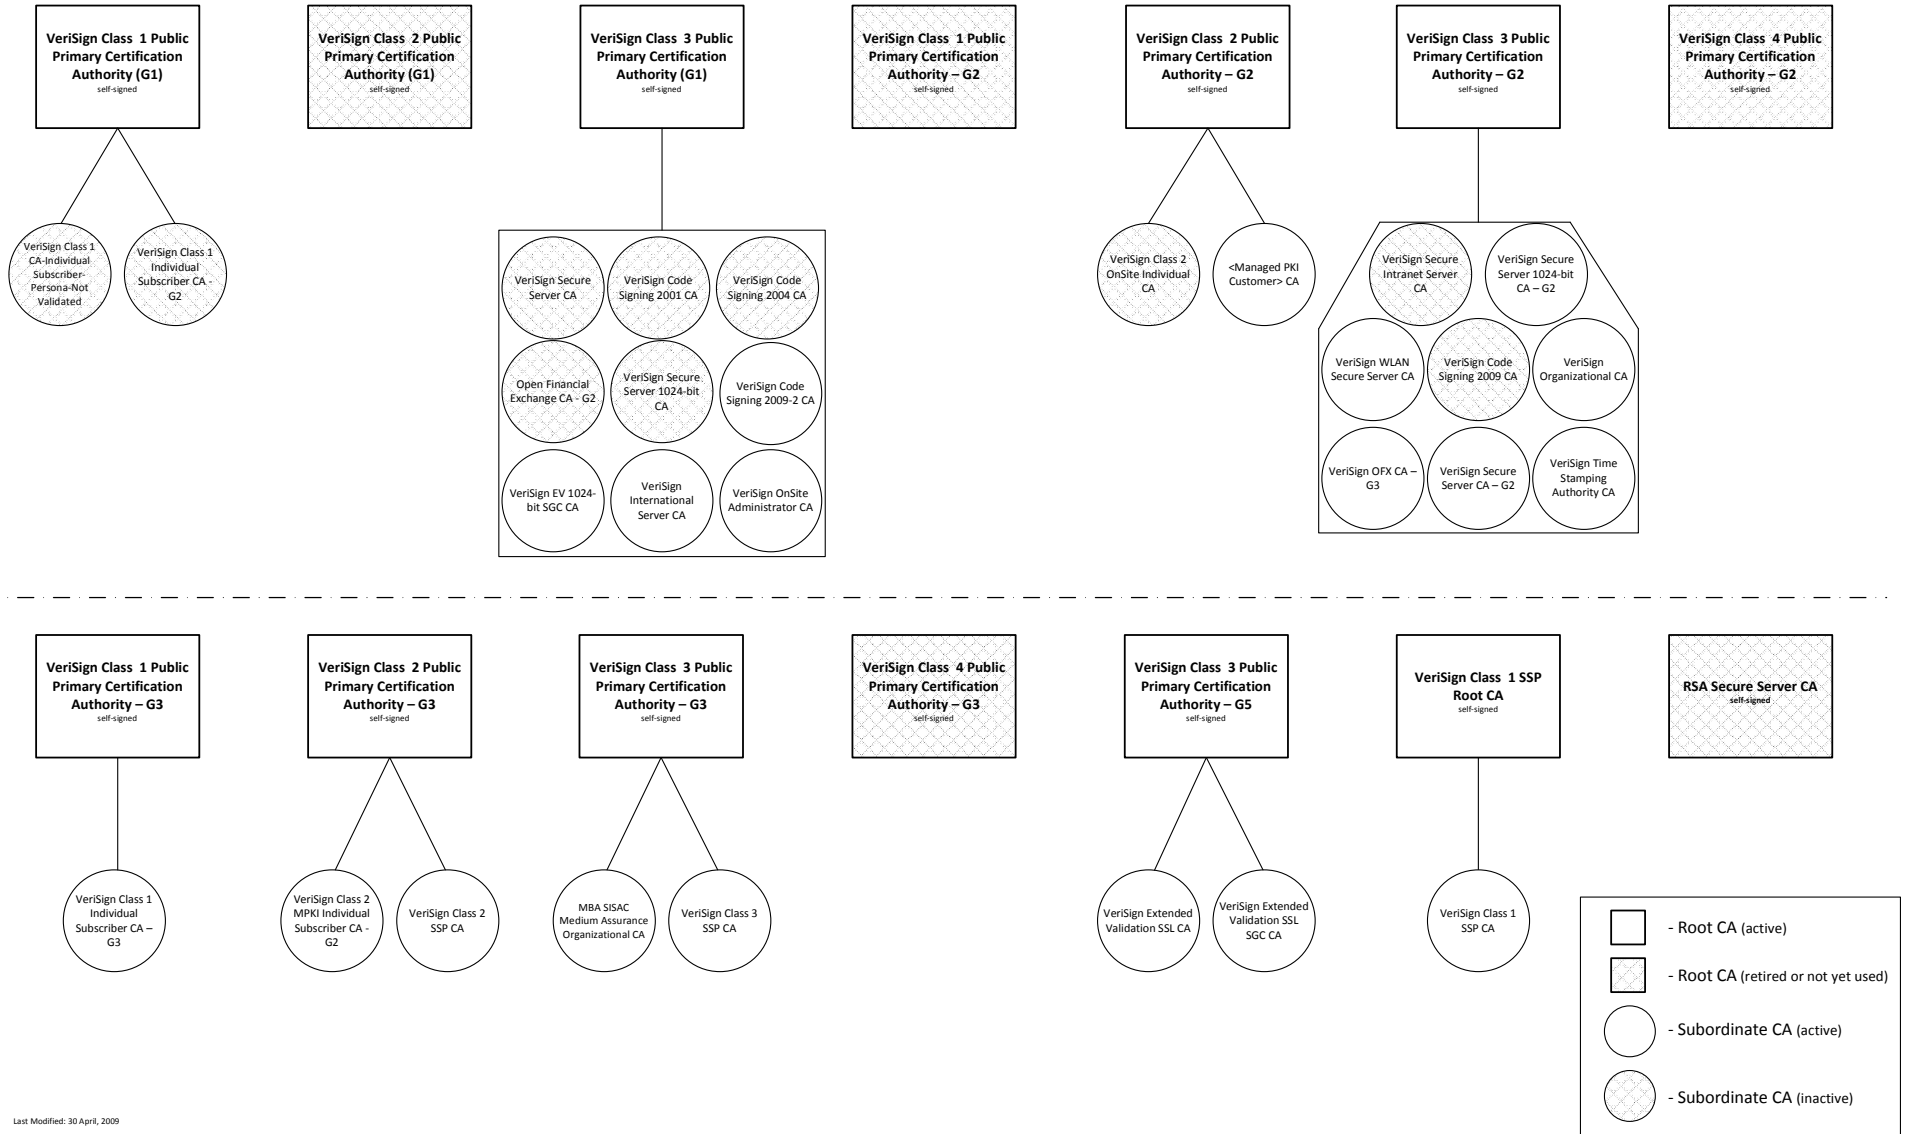 VeriSign Class  1 Public
Primary Certification
Authority (G1)
self-signed
VeriSign Class  2 Public
Primary Certification
Authority (G1)
self-signed
VeriSign Class  3 Public
Primary Certification
Authority (G1)
self-signed
VeriSign Class  1 Public
Primary Certification
Authority – G2
self-signed
VeriSign Class  2 Public
Primary Certification
Authority – G2
self-signed
VeriSign Class  3 Public
Primary Certification
Authority – G2
self-signed
VeriSign Class  4 Public
Primary Certification
Authority – G2
self-signed
VeriSign Class 1
CA-Individual
Subscriber-
Persona-Not
Validated
VeriSign Class 1
Individual
Subscriber CA -
G2
VeriSign Secure
Server CA
VeriSign Code
Signing 2001 CA
VeriSign Code
Signing 2004 CA
Open Financial
Exchange CA - G2
VeriSign Secure
Server 1024-bit
CA
VeriSign Code
Signing 2009-2 CA
VeriSign EV 1024-
bit SGC CA
VeriSign
International
Server CA
VeriSign OnSite
Administrator CA
VeriSign Class 2
OnSite Individual
CA
<Managed PKI
Customer> CA
VeriSign Secure
Intranet Server
CA
VeriSign Secure
Server 1024-bit
CA – G2
VeriSign WLAN
Secure Server CA
VeriSign Code
Signing 2009 CA
VeriSign
Organizational CA
VeriSign OFX CA –
G3
VeriSign Secure
Server CA – G2
VeriSign Time
Stamping
Authority CA
VeriSign Class  1 Public
Primary Certification
Authority – G3
self-signed
VeriSign Class  2 Public
Primary Certification
Authority – G3
self-signed
VeriSign Class  3 Public
Primary Certification
Authority – G3
self-signed
VeriSign Class  4 Public
Primary Certification
Authority – G3
self-signed
VeriSign Class  3 Public
Primary Certification
Authority – G5
self-signed
VeriSign Class  1 SSP
Root CA
self-signed
RSA Secure Server CA
self-signed
VeriSign Class 1
Individual
Subscriber CA –
G3
VeriSign Class 2
MPKI Individual
Subscriber CA -
G2
VeriSign Class 2
SSP CA
MBA SISAC
Medium Assurance
Organizational CA
VeriSign Class 3
SSP CA
VeriSign Extended
Validation SSL CA
VeriSign Extended
Validation SSL
SGC CA
VeriSign Class 1
SSP CA
- Root CA (active)
- Root CA (retired or not yet used)
- Subordinate CA (active)
- Subordinate CA (inactive)
Last Modified: 30 April, 2009